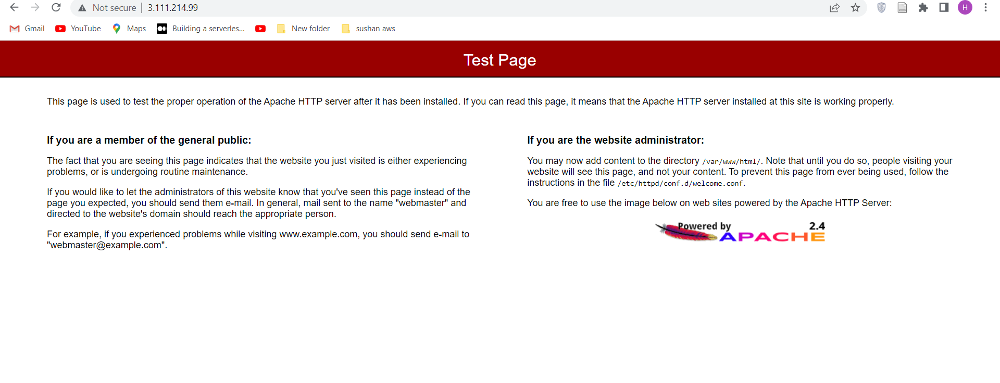 Not secure | 3.111.214.99
H
Gmail YouTube Maps Building a serverles... New folder sushan aws
Test Page
This page is used to test the proper operation of the Apache HTTP server after it has been installed. If you can read this page, it means that the Apache HTTP server installed at this site is working properly.
If you are a member of the general public:
The fact that you are seeing this page indicates that the website you just visited is either experiencing
problems, or is undergoing routine maintenance.
If you would like to let the administrators of this website know that you've seen this page instead of the
page you expected, you should send them e-mail. In general, mail sent to the name "webmaster" and
directed to the website's domain should reach the appropriate person.
For example, if you experienced problems while visiting www.example.com, you should send e-mail to
"webmaster@example.com".
If you are the website administrator:
You may now add content to the directory /var/www/html/. Note that until you do so, people visiting your
website will see this page, and not your content. To prevent this page from ever being used, follow the
instructions in the file /etc/httpd/conf.d/welcome.conf.
You are free to use the image below on web sites powered by the Apache HTTP Server:
Powered by 2.4
APACHE